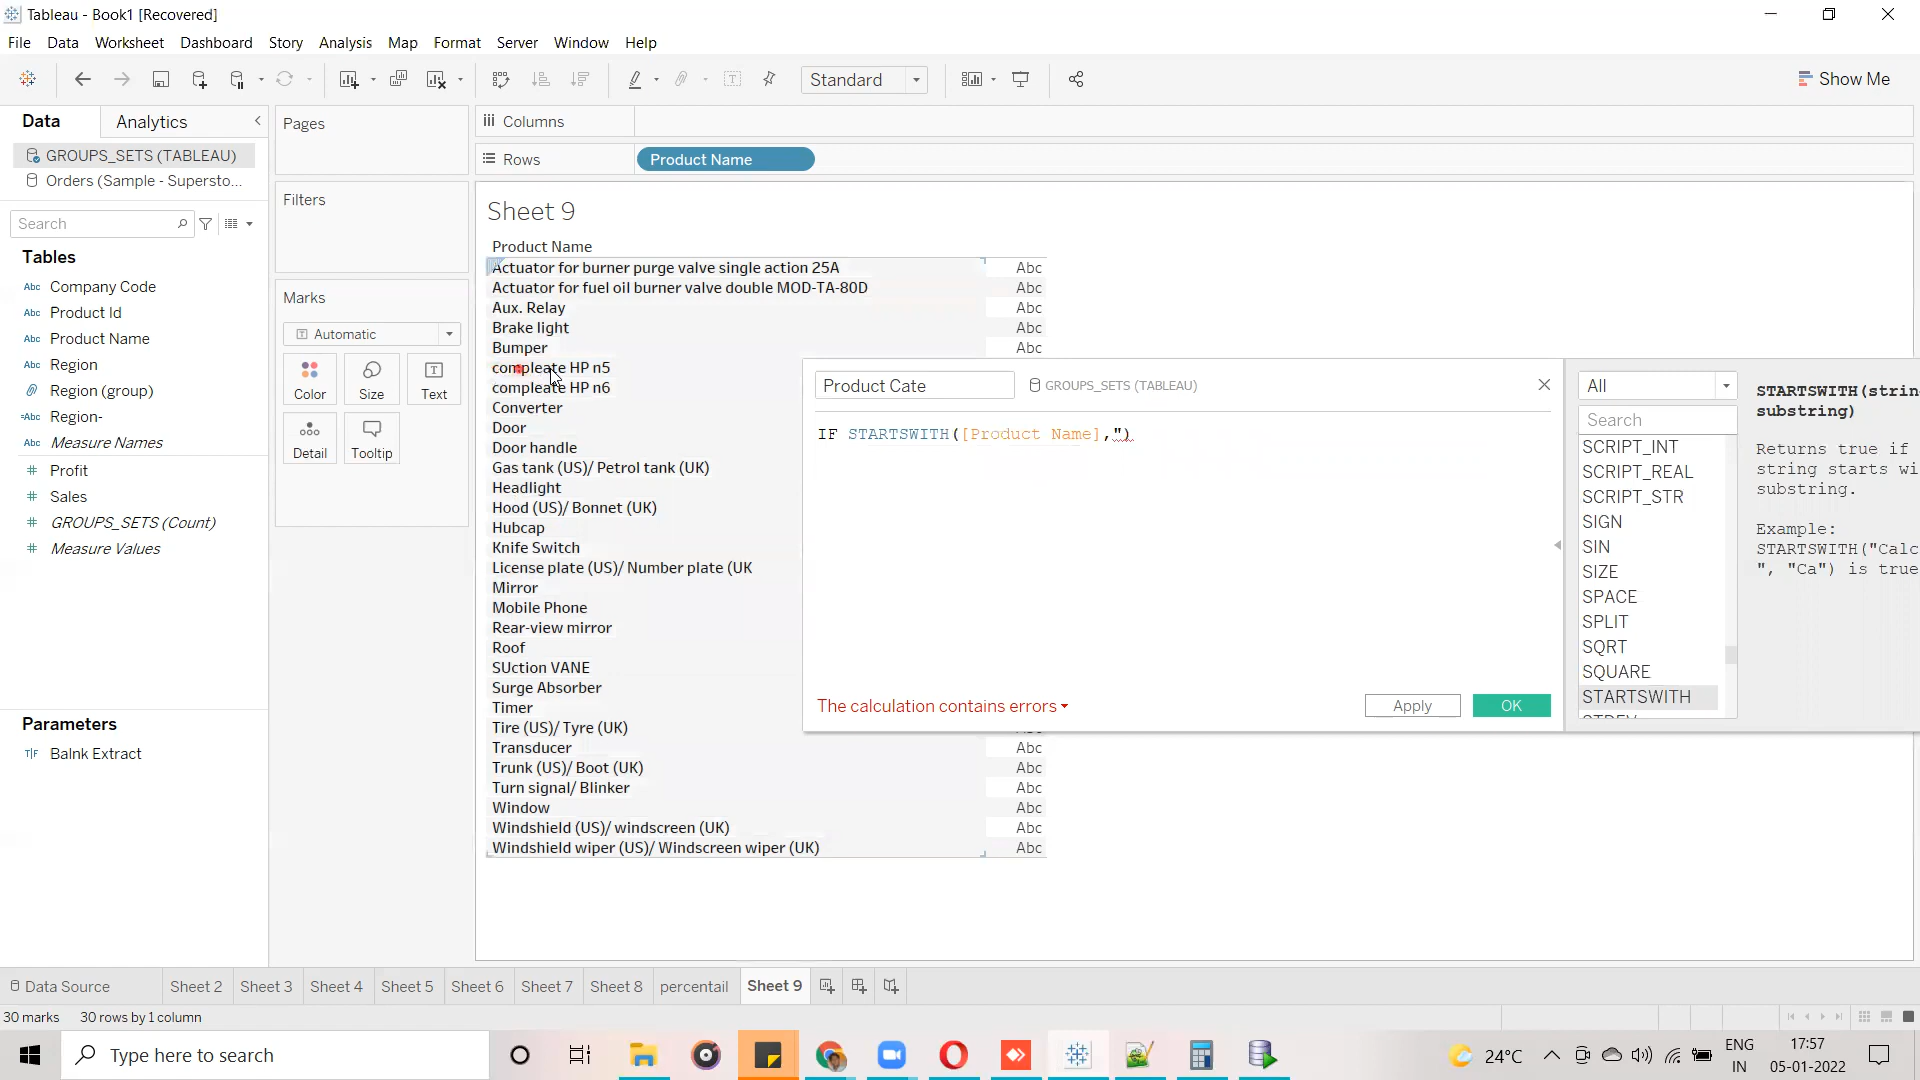 Tableau - Book1 [Recovered]
File Data Worksheet Dashboard Story Analysis Map Format Server Window Help
Standard
Show Me
Data Analytics
GROUPS_SETS (TABLEAU)
Orders (Sample - Supersto...
Search
Tables
Abc Company Code
Abc Product Id
Abc Product Name
Abc Region
Region (group)
=Abc Region-
Abc Measure Names
# Profit
# Sales
# GROUPS_SETS (Count)
# Measure Values
Parameters
Balnk Extract
Pages
Filters
Marks
Automatic
Color Size Text
Detail Tooltip
Columns
Rows Product Name
Sheet 9
Product Name
Actuator for burner purge valve single action 25A Abc
Actuator for fuel oil burner valve double MOD-TA-80D Abc
Aux. Relay Abc
Brake light Abc
Bumper Abc
compleate HP n5
compleate HP n6
Converter
Door
Door handle
Gas tank (US)/ Petrol tank (UK)
Headlight
Hood (US)/ Bonnet (UK)
Hubcap
Knife Switch
License plate (US)/ Number plate (UK
Mirror
Mobile Phone
Rear-view mirror
Roof
SUction VANE
Surge Absorber
Timer
Tire (US)/ Tyre (UK)
Transducer Abc
Trunk (US)/ Boot (UK) Abc
Turn signal/ Blinker Abc
Window Abc
Windshield (US)/ windscreen (UK) Abc
Windshield wiper (US)/ Windscreen wiper (UK) Abc
Product Cate GROUPS_SETS (TABLEAU)
IF STARTSWITH([Product Name],")
The calculation contains errors
Apply OK
All
Search
SCRIPT_INT
SCRIPT_REAL
SCRIPT_STR
SIGN
SIN
SIZE
SPACE
SPLIT
SQRT
SQUARE
STARTSWITH
STARTSWITH(strin
substring)
Returns true if
string starts wi
substring.
Example:
STARTSWITH("Calc
", "Ca") is true
Data Source Sheet 2 Sheet 3 Sheet 4 Sheet 5 Sheet 6 Sheet 7 Sheet 8 percentail Sheet 9
30 marks 30 rows by 1 column
Type here to search
24°C
ENG
IN
17:57
05-01-2022